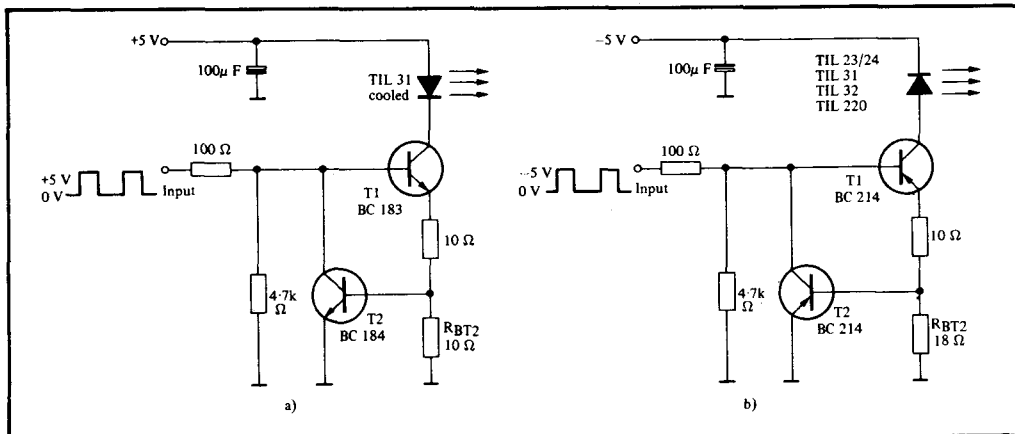 +5 V
100μ F
TIL 31
cooled
100 Ω
+5 V
0 V
Input
T1
BC 183
10 Ω
4·7k
Ω
T2
BC 184
RBT2
10 Ω
a)
−5 V
100μ F
TIL 23/24
TIL 31
TIL 32
TIL 220
100 Ω
−5 V
0 V
Input
T1
BC 214
10 Ω
4·7k
Ω
T2
BC 214
RBT2
18 Ω
b)